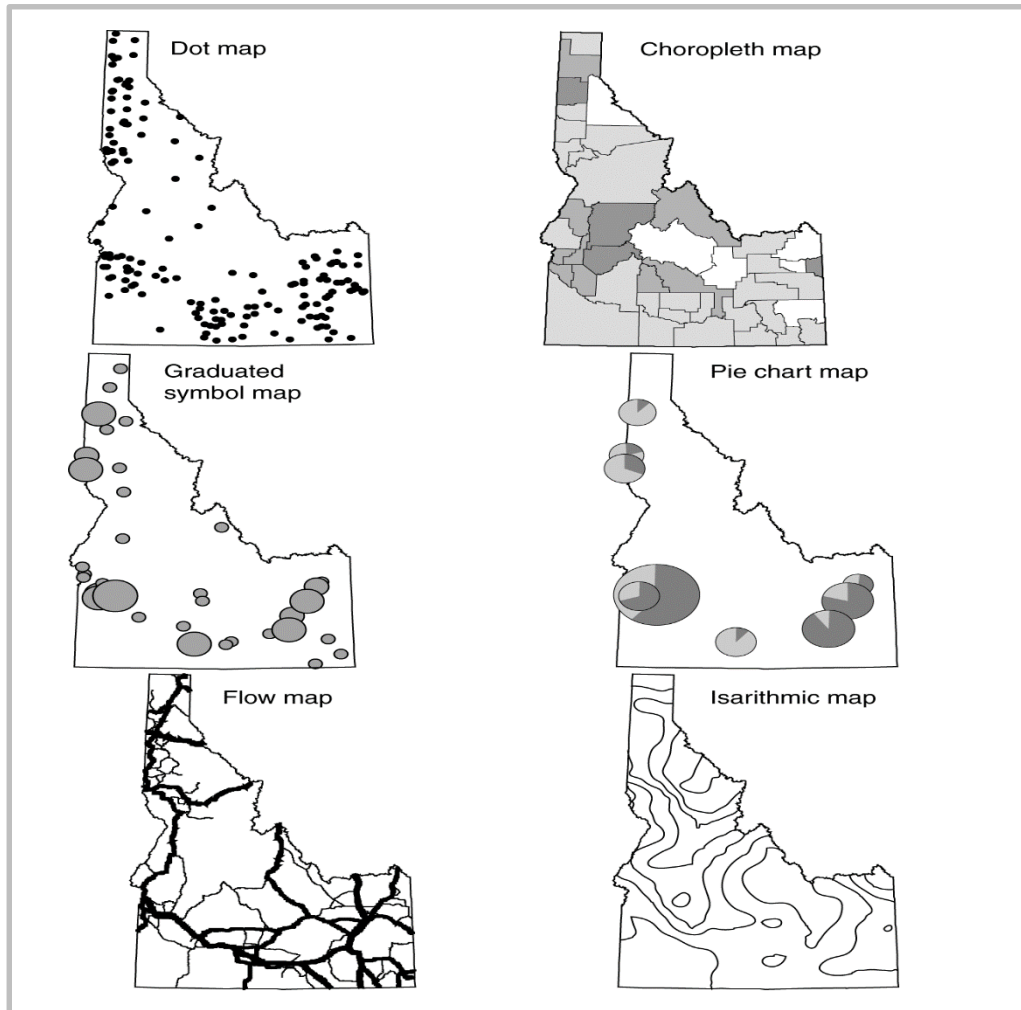 Dot map
Choropleth map
Graduated
symbol map
Pie chart map
Flow map
Isarithmic map